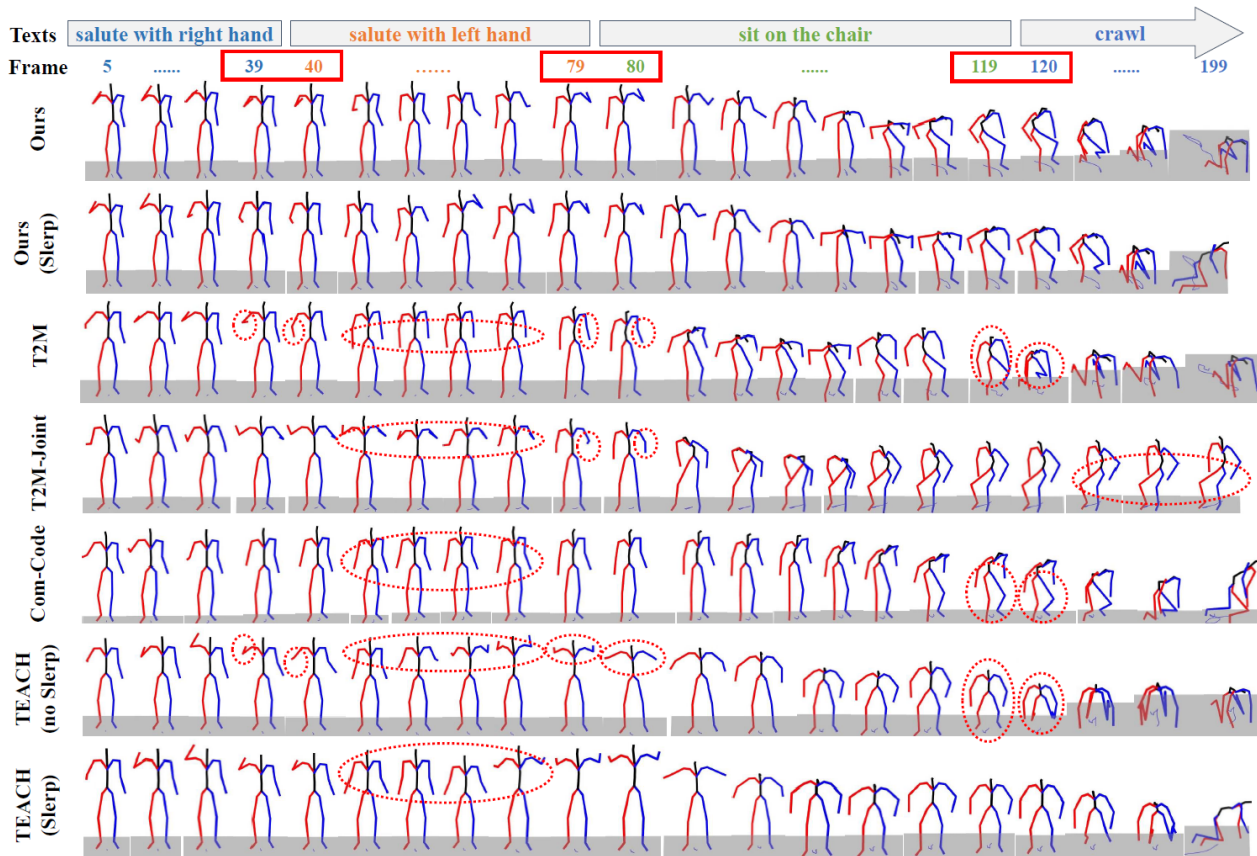 Texts salute with right hand salute with left hand sit on the chair crawl
Frame 5 ...... 39 40 ...... 79 80 ...... 119 120 ...... 199
Ours
Ours
(Slerp)
T2M
T2M-Joint
Com-Code
TEACH
(no Slerp)
TEACH
(Slerp)